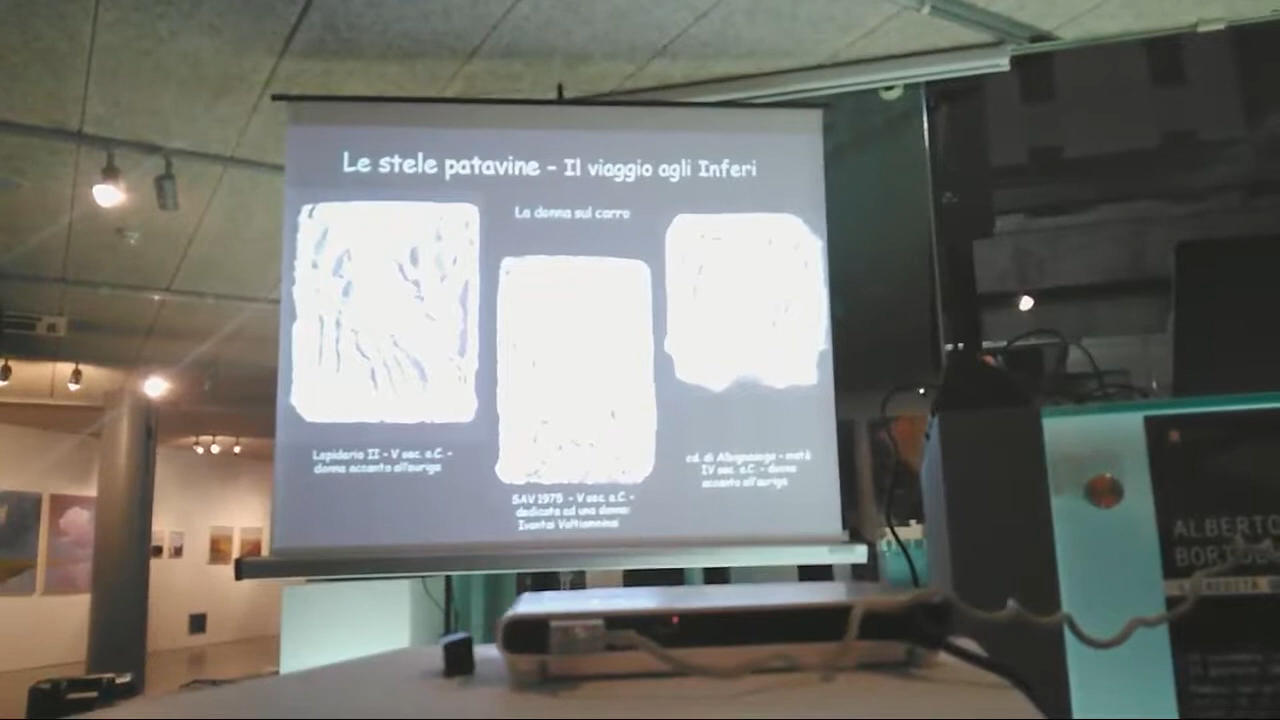 Le stele patavine - Il viaggio agli Inferi
La donna sul carro
Lapidario II - V sec. a.C. -
donna accanto all'auriga
SAV 1975 - V sec. a.C. -
dedicata ad una donna:
cd. di Albignasego - metà
IV sec. a.C. - donna
accanto all'auriga
ALBERTO